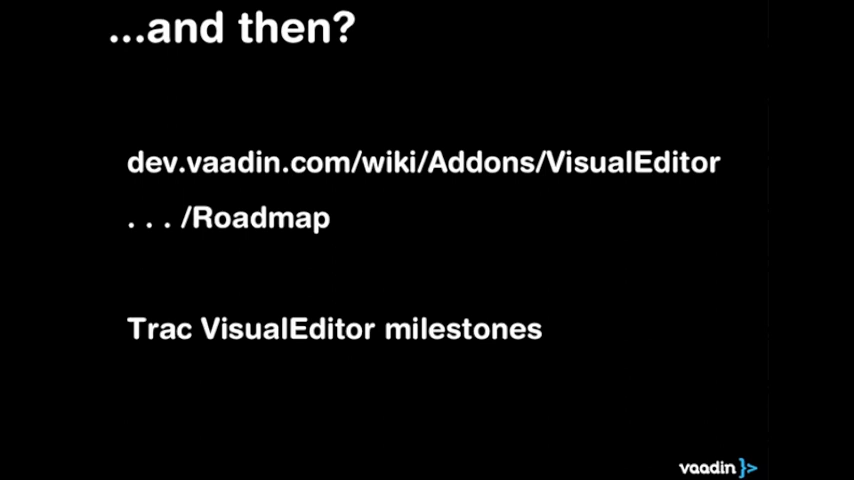 ...and then?
dev.vaadin.com/wiki/Addons/VisualEditor
. . . /Roadmap
Trac VisualEditor milestones
vaadin }>